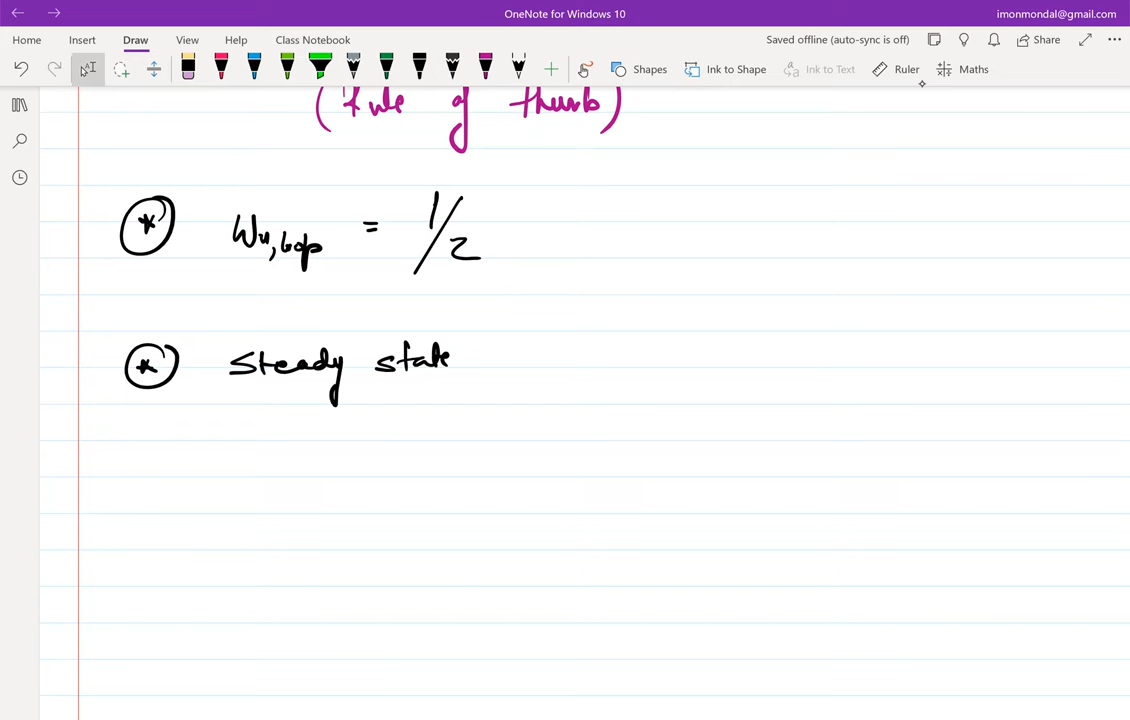 OneNote for Windows 10
imonmondal@gmail.com
Home Insert Draw View Help Class Notebook
Saved offline (auto-sync is off) Share
Shapes Ink to Shape Ink to Text Ruler Maths
(Rule of thumb)
* Wu,loop = 1/2
* Steady state